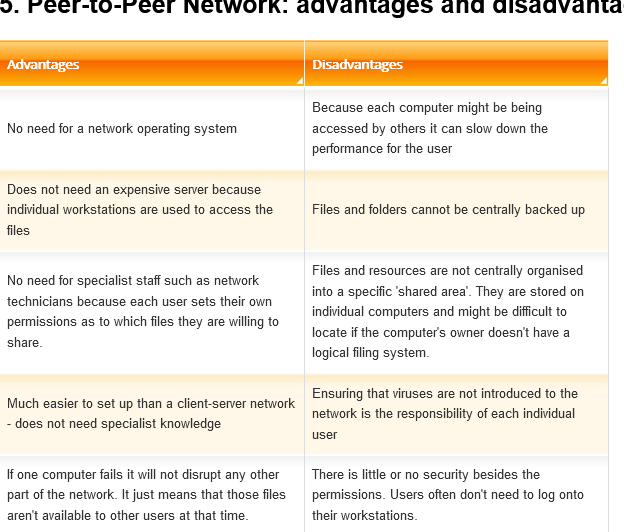 5. Peer-to-Peer Network: advantages and disadvanta
Advantages
Disadvantages
No need for a network operating system
Because each computer might be being
accessed by others it can slow down the
performance for the user
Does not need an expensive server because
individual workstations are used to access the
files
Files and folders cannot be centrally backed up
No need for specialist staff such as network
technicians because each user sets their own
permissions as to which files they are willing to
share.
Files and resources are not centrally organised
into a specific 'shared area'. They are stored on
individual computers and might be difficult to
locate if the computer's owner doesn't have a
logical filing system.
Much easier to set up than a client-server network
- does not need specialist knowledge
Ensuring that viruses are not introduced to the
network is the responsibility of each individual
user
If one computer fails it will not disrupt any other
part of the network. It just means that those files
aren't available to other users at that time.
There is little or no security besides the
permissions. Users often don't need to log onto
their workstations.